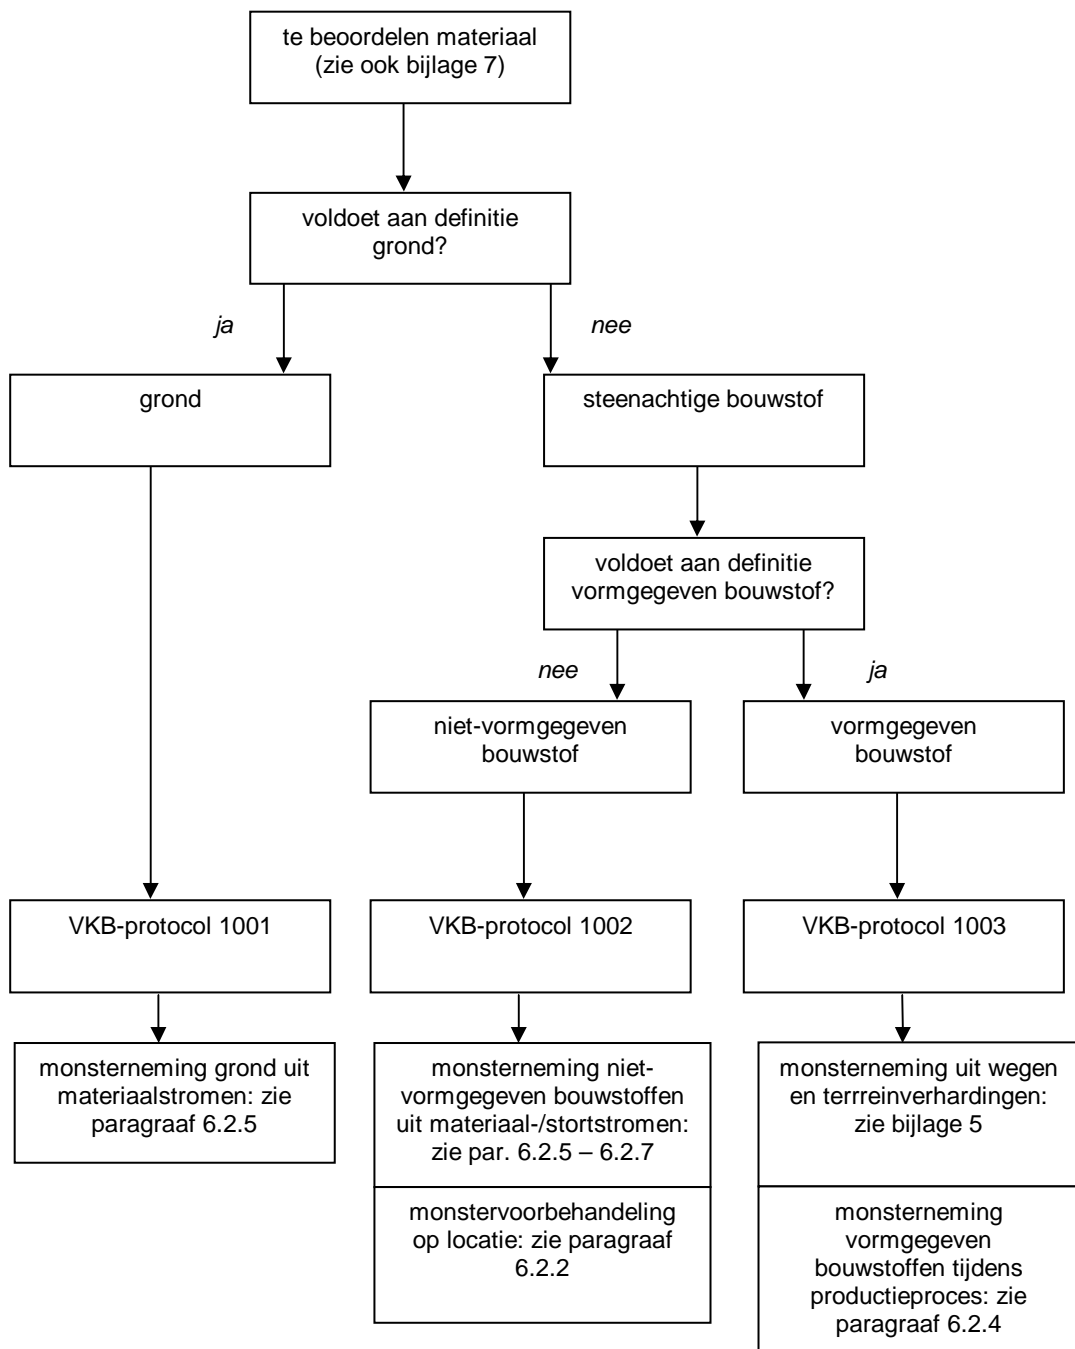 te beoordelen materiaal
(zie ook bijlage 7)
voldoet aan definitie
grond?
ja
nee
grond
steenachtige bouwstof
voldoet aan definitie
vormgegeven bouwstof?
nee
ja
niet-vormgegeven
bouwstof
vormgegeven
bouwstof
VKB-protocol 1001
VKB-protocol 1002
VKB-protocol 1003
monsterneming grond uit
materiaalstromen: zie
paragraaf 6.2.5
monsterneming niet-
vormgegeven bouwstoffen
uit materiaal-/stortstromen:
zie par. 6.2.5 – 6.2.7
monstervoorbehandeling
op locatie: zie paragraaf
6.2.2
monsterneming uit wegen
en terrreinverhardingen:
zie bijlage 5
monsterneming
vormgegeven
bouwstoffen tijdens
productieproces: zie
paragraaf 6.2.4